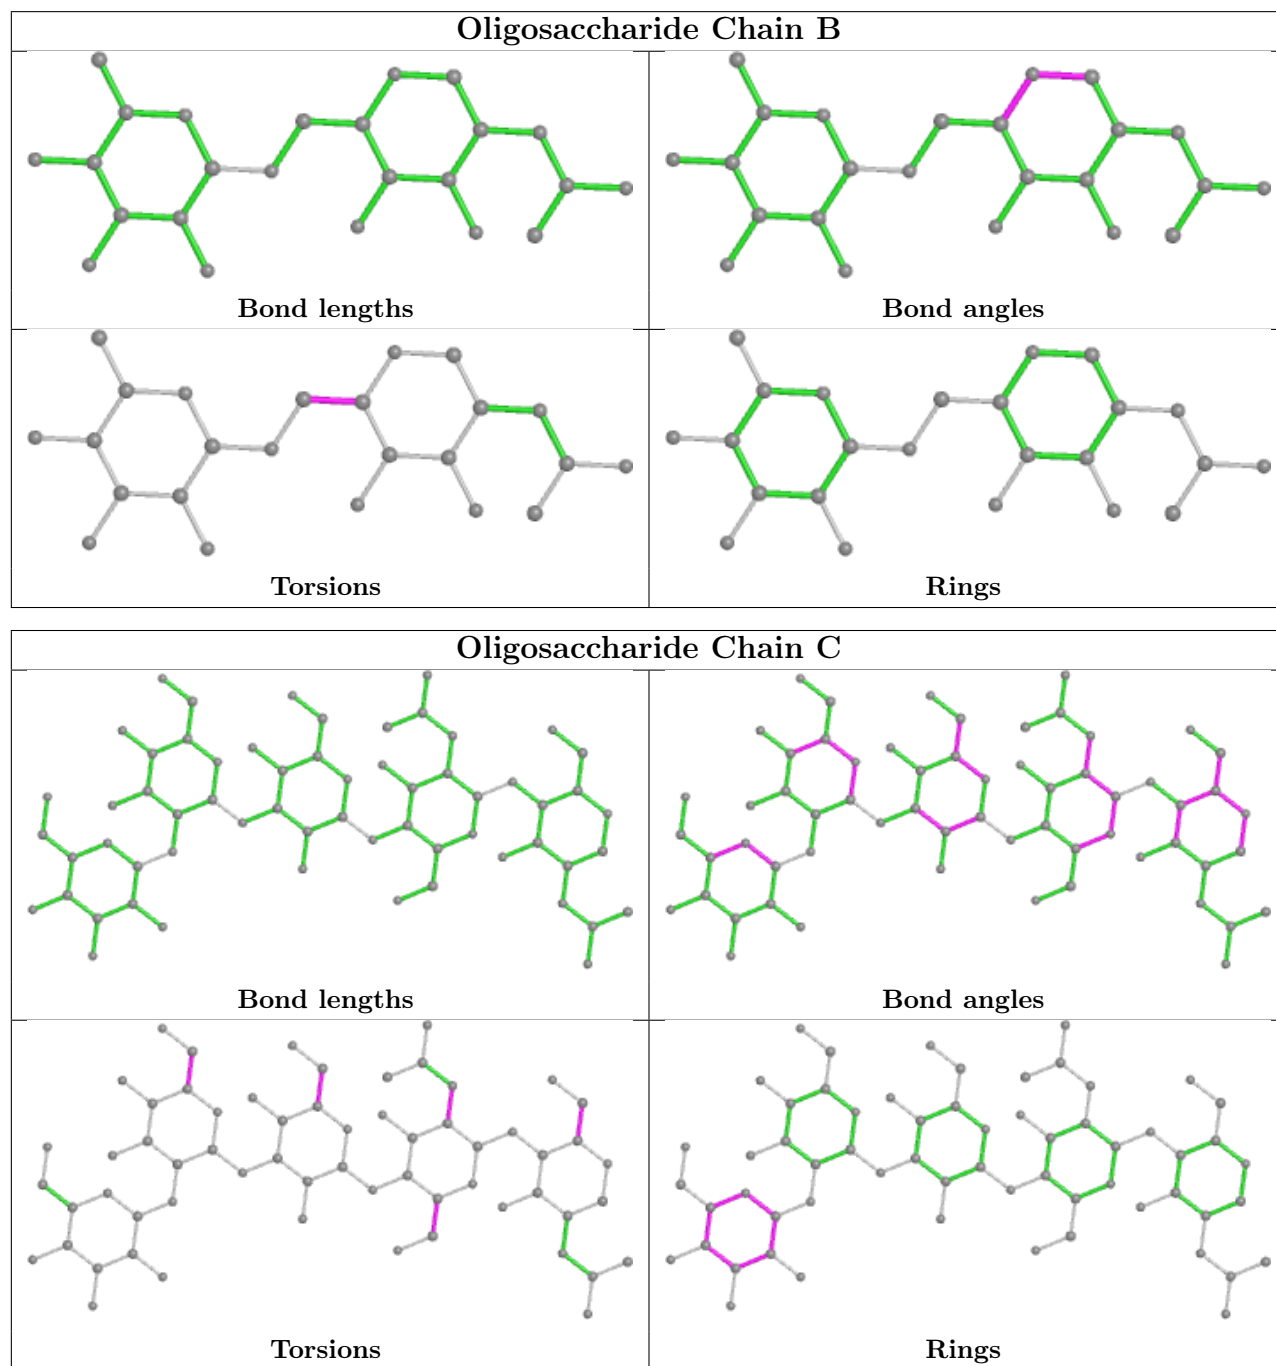 Oligosaccharide Chain B
Bond lengths
Bond angles
Torsions
Rings
Oligosaccharide Chain C
Bond lengths
Bond angles
Torsions
Rings